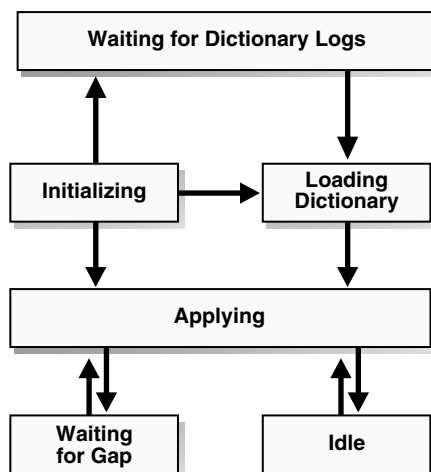 Waiting for Dictionary Logs
Initializing
Loading
Dictionary
Applying
Waiting
for Gap
Idle